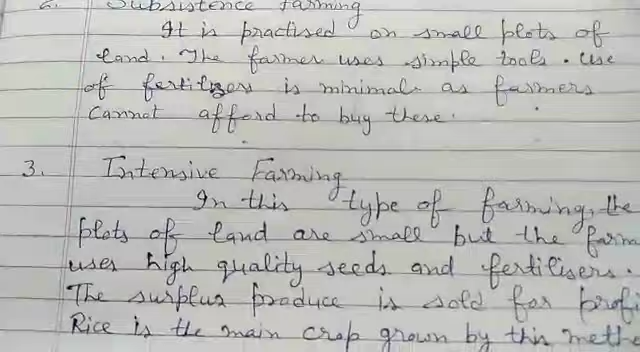 2. Subsistence farming
It is practised on small plots of
land. The farmer uses simple tools. Use
of fertilizers is minimal as farmers
cannot afford to buy these.
3. Intensive Farming
In this type of farming, the
plots of land are small but the farm
uses high quality seeds and fertilisers.
The surplus produce is sold for profi
Rice is the main crop grown by this meth